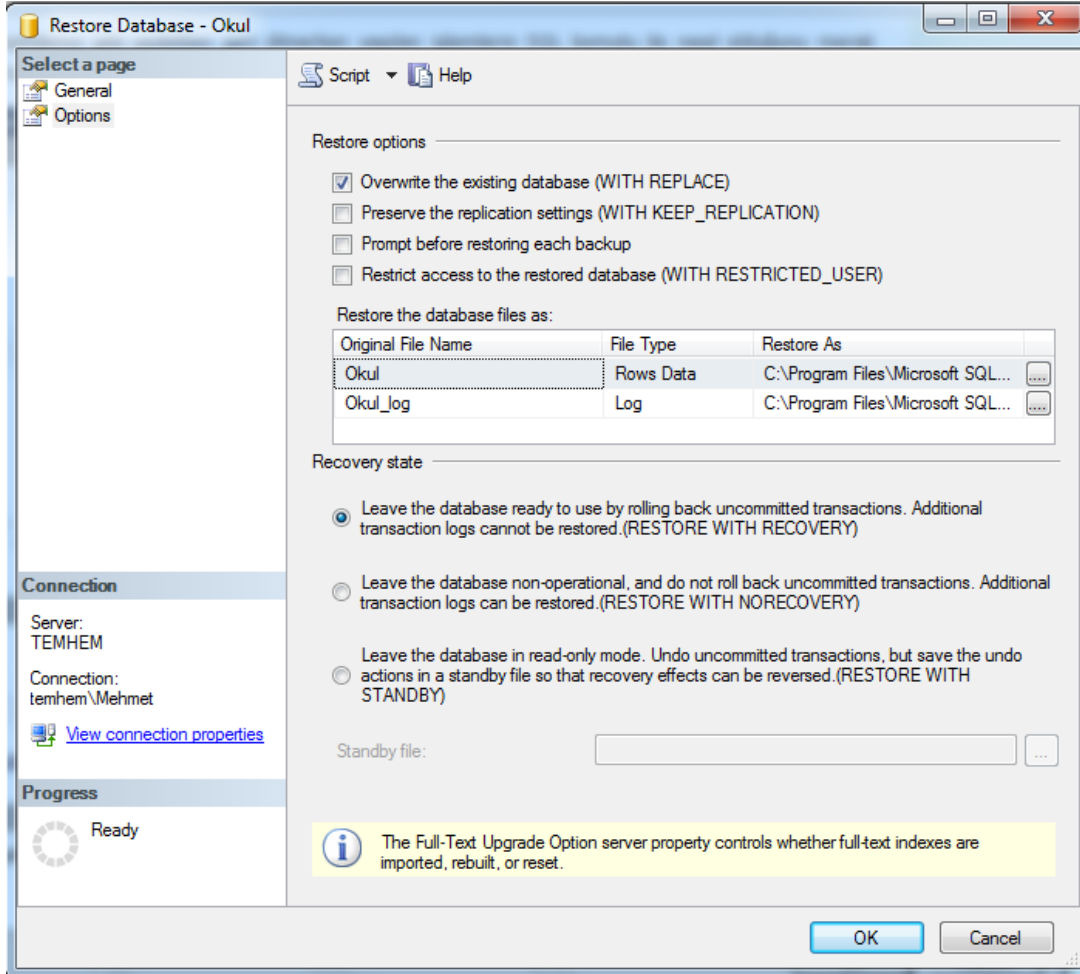 Restore Database - Okul
Select a page
General
Options
Script
Help
Restore options
Overwrite the existing database (WITH REPLACE)
Preserve the replication settings (WITH KEEP_REPLICATION)
Prompt before restoring each backup
Restrict access to the restored database (WITH RESTRICTED_USER)
Restore the database files as:
Original File Name File Type Restore As
Okul Rows Data C:\Program Files\Microsoft SQL... ....
Okul_log Log C:\Program Files\Microsoft SQL... ....
Recovery state
Leave the database ready to use by rolling back uncommitted transactions. Additional
transaction logs cannot be restored.(RESTORE WITH RECOVERY)
Leave the database non-operational, and do not roll back uncommitted transactions. Additional
transaction logs can be restored.(RESTORE WITH NORECOVERY)
Leave the database in read-only mode. Undo uncommitted transactions, but save the undo
actions in a standby file so that recovery effects can be reversed.(RESTORE WITH
STANDBY)
Standby file:
...
Connection
Server:
TEMHEM
Connection:
temhem\Mehmet
View connection properties
Progress
Ready
The Full-Text Upgrade Option server property controls whether full-text indexes are
imported, rebuilt, or reset.
OK
Cancel